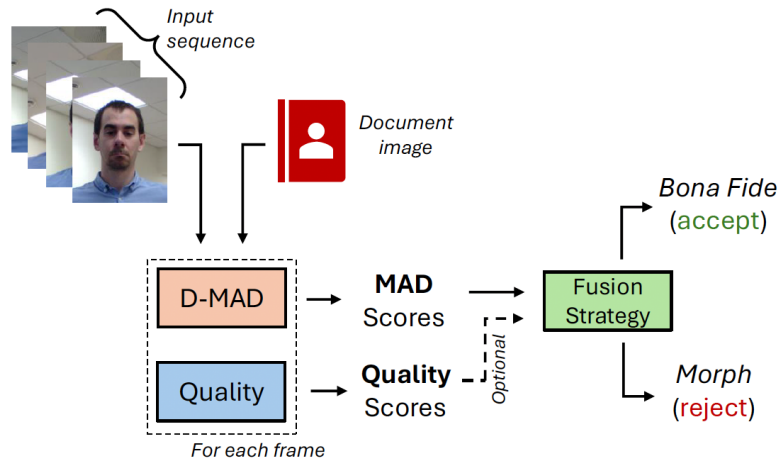 Input
sequence
Document
image
D-MAD
MAD
Scores
Quality
Quality
Scores
Optional
For each frame
Fusion
Strategy
Bona Fide
(accept)
Morph
(reject)